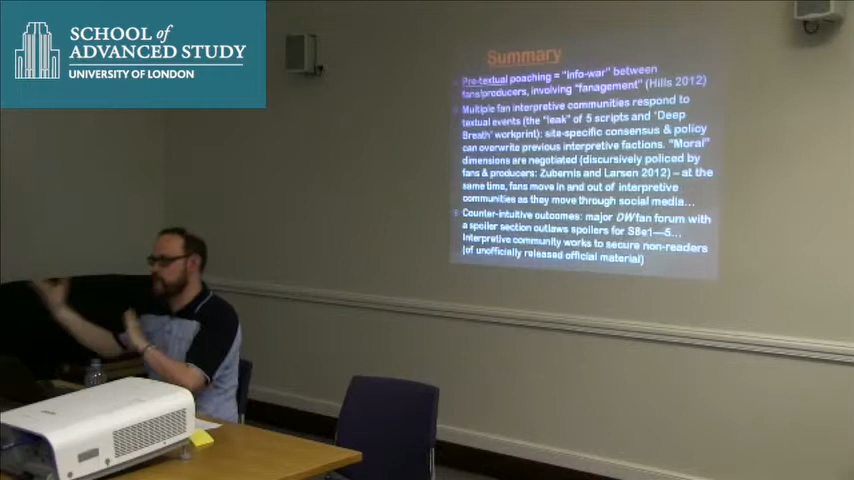 SCHOOL of
ADVANCED STUDY
UNIVERSITY OF LONDON
Summary
Pre-textual poaching = "info-war" between
fans/producers, involving "fanagement" (Hills 2012)
Multiple fan interpretive communities respond to
textual events (the "leak" of 5 scripts and 'Deep
Breath' workprint): site-specific consensus & policy
can overwrite previous interpretive factions. "Moral"
dimensions are negotiated (discursively policed by
fans & producers: Zubernis and Larsen 2012) – at the
same time, fans move in and out of interpretive
communities as they move through social media…
Counter-intuitive outcomes: major DW fan forum with
a spoiler section outlaws spoilers for S8e1—5…
Interpretive community works to secure non-readers
(of unofficially released official material)